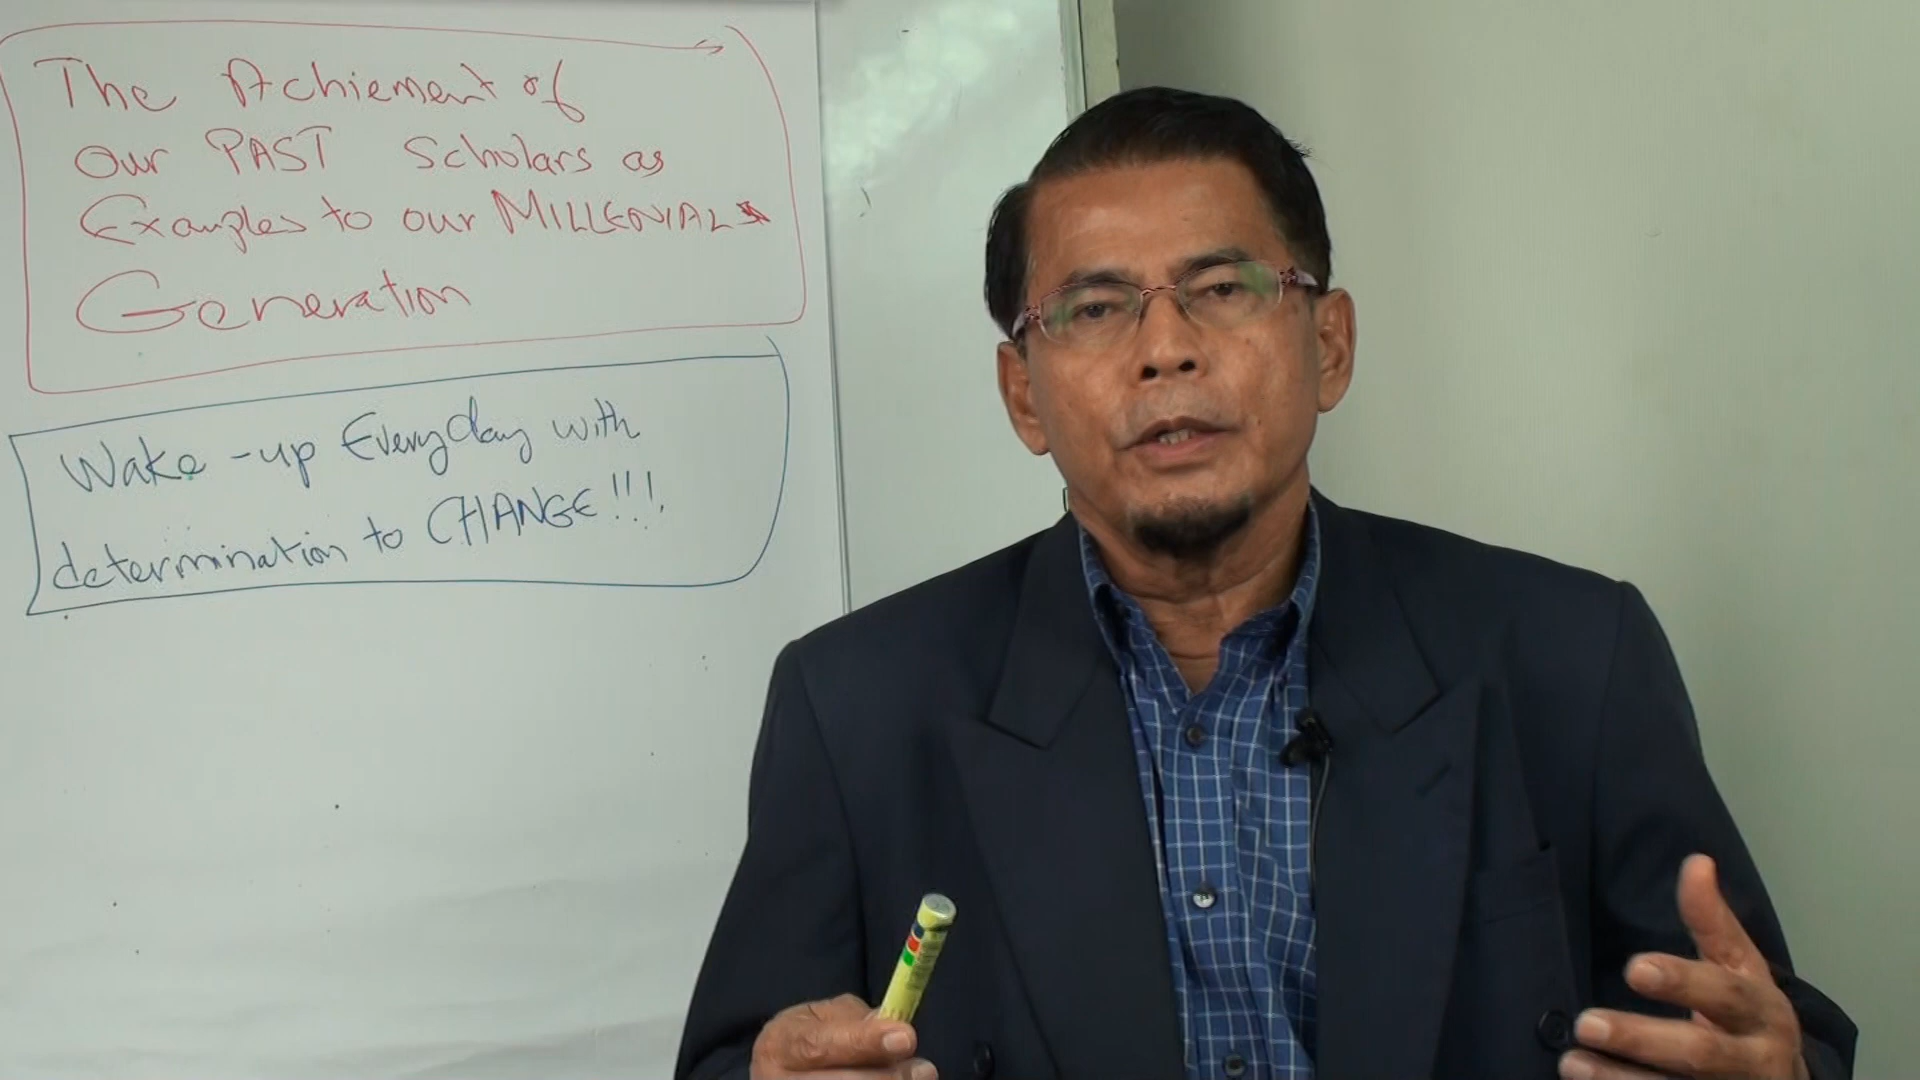 The Achiement of
our PAST Scholars as
Examples to our MILLENIAL
Generation
Wake-up Everyday with
determination to CHANGE!!!